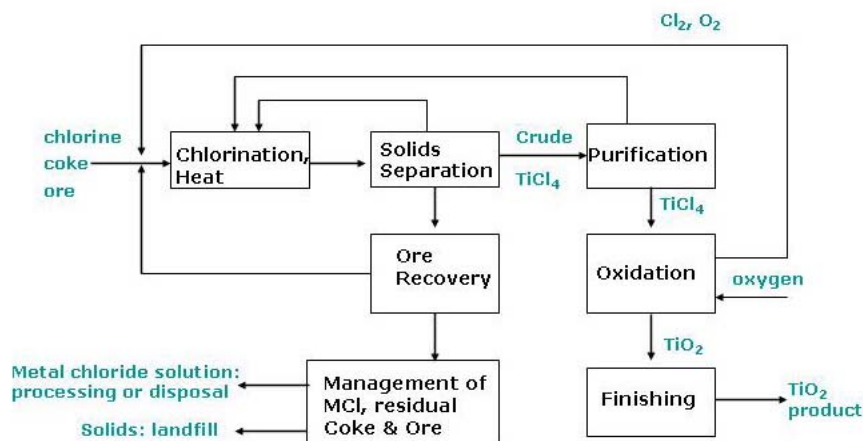 Cl₂, O₂
chlorine
coke
ore
Chlorination,
Heat
Solids
Separation
Crude
TiCl₄
Purification
TiCl₄
Ore
Recovery
Oxidation
oxygen
TiO₂
Metal chloride solution:
processing or disposal
Solids: landfill
Management of
MCl, residual
Coke & Ore
Finishing
TiO₂
product